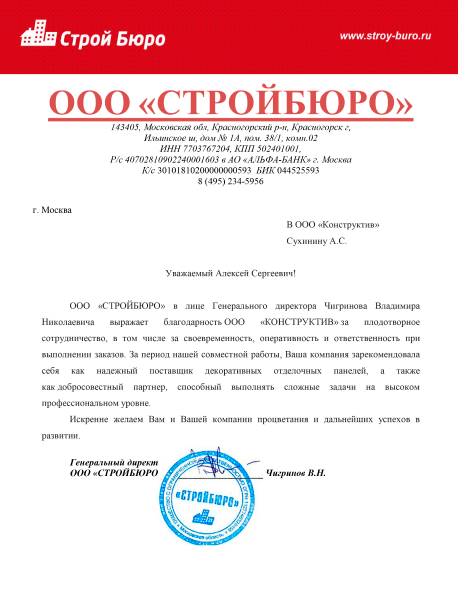 Строй Бюро
www.stroy-buro.ru
ООО «СТРОЙБЮРО»
143405, Московская обл, Красногорский р-н, Красногорск г,
Ильинское ш, дом № 1А, пом. 38/1, комн.02
ИНН 7703767204, КПП 502401001,
Р/с 40702810902240001603 в АО «АЛЬФА-БАНК» г. Москва
К/с 30101810200000000593 БИК 044525593
8 (495) 234-5956
г. Москва
В ООО «Конструктив»
Сухинину А.С.
Уважаемый Алексей Сергеевич!
ООО «СТРОЙБЮРО» в лице Генерального директора Чигринова Владимира
Николаевича выражает благодарность ООО «КОНСТРУКТИВ» за плодотворное
сотрудничество, в том числе за своевременность, оперативность и ответственность при
выполнении заказов. За период нашей совместной работы, Ваша компания зарекомендовала
себя как надежный поставщик декоративных отделочных панелей, а также
как добросовестный партнер, способный выполнять сложные задачи на высоком
профессиональном уровне.
Искренне желаем Вам и Вашей компании процветания и дальнейших успехов в
развитии.
Генеральный директ
ООО «СТРОЙБЮРО
Чигринов В.Н.
«СТРОЙБЮРО»